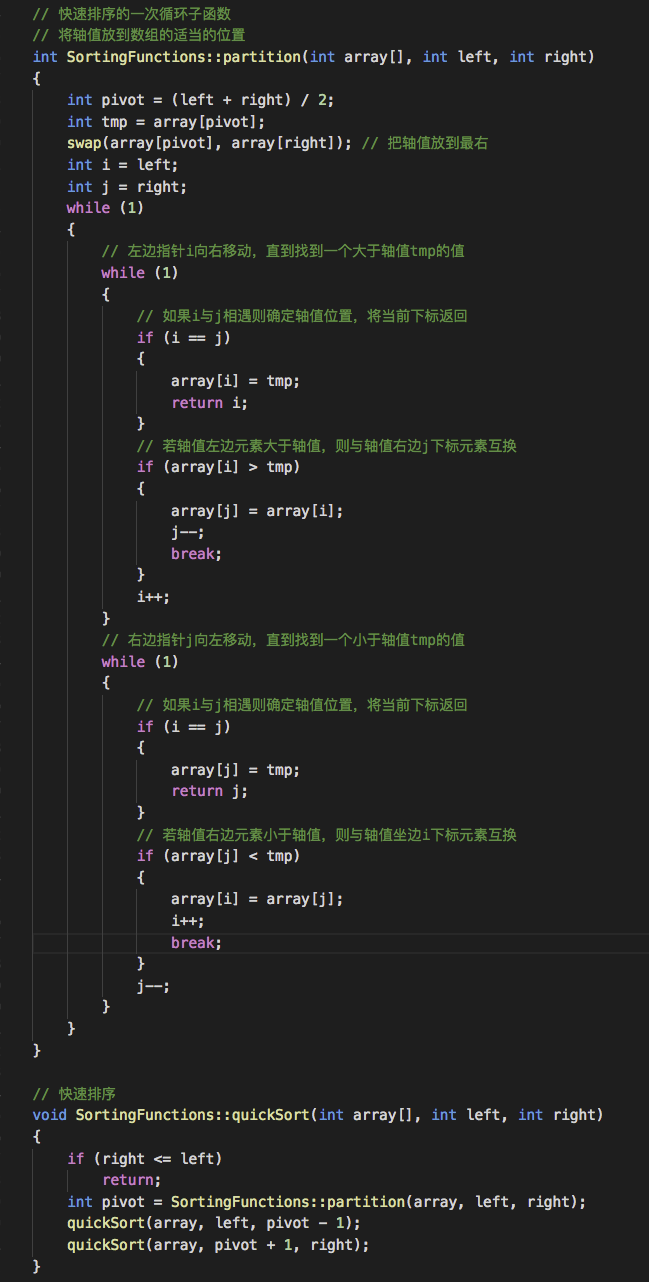 // 快速排序的一次循环子函数
// 将轴值放到数组的适当的位置
int SortingFunctions::partition(int array[], int left, int right)
{
    int pivot = (left + right) / 2;
    int tmp = array[pivot];
    swap(array[pivot], array[right]); // 把轴值放到最右
    int i = left;
    int j = right;
    while (1)
    {
        // 左边指针i向右移动，直到找到一个大于轴值tmp的值
        while (1)
        {
            // 如果i与j相遇则确定轴值位置，将当前下标返回
            if (i == j)
            {
                array[i] = tmp;
                return i;
            }
            // 若轴值左边元素大于轴值，则与轴值右边j下标元素互换
            if (array[i] > tmp)
            {
                array[j] = array[i];
                j--;
                break;
            }
            i++;
        }
        // 右边指针j向左移动，直到找到一个小于轴值tmp的值
        while (1)
        {
            // 如果i与j相遇则确定轴值位置，将当前下标返回
            if (i == j)
            {
                array[j] = tmp;
                return j;
            }
            // 若轴值右边元素小于轴值，则与轴值坐边i下标元素互换
            if (array[j] < tmp)
            {
                array[i] = array[j];
                i++;
                break;
            }
            j--;
        }
    }
}
// 快速排序
void SortingFunctions::quickSort(int array[], int left, int right)
{
    if (right <= left)
        return;
    int pivot = SortingFunctions::partition(array, left, right);
    quickSort(array, left, pivot - 1);
    quickSort(array, pivot + 1, right);
}